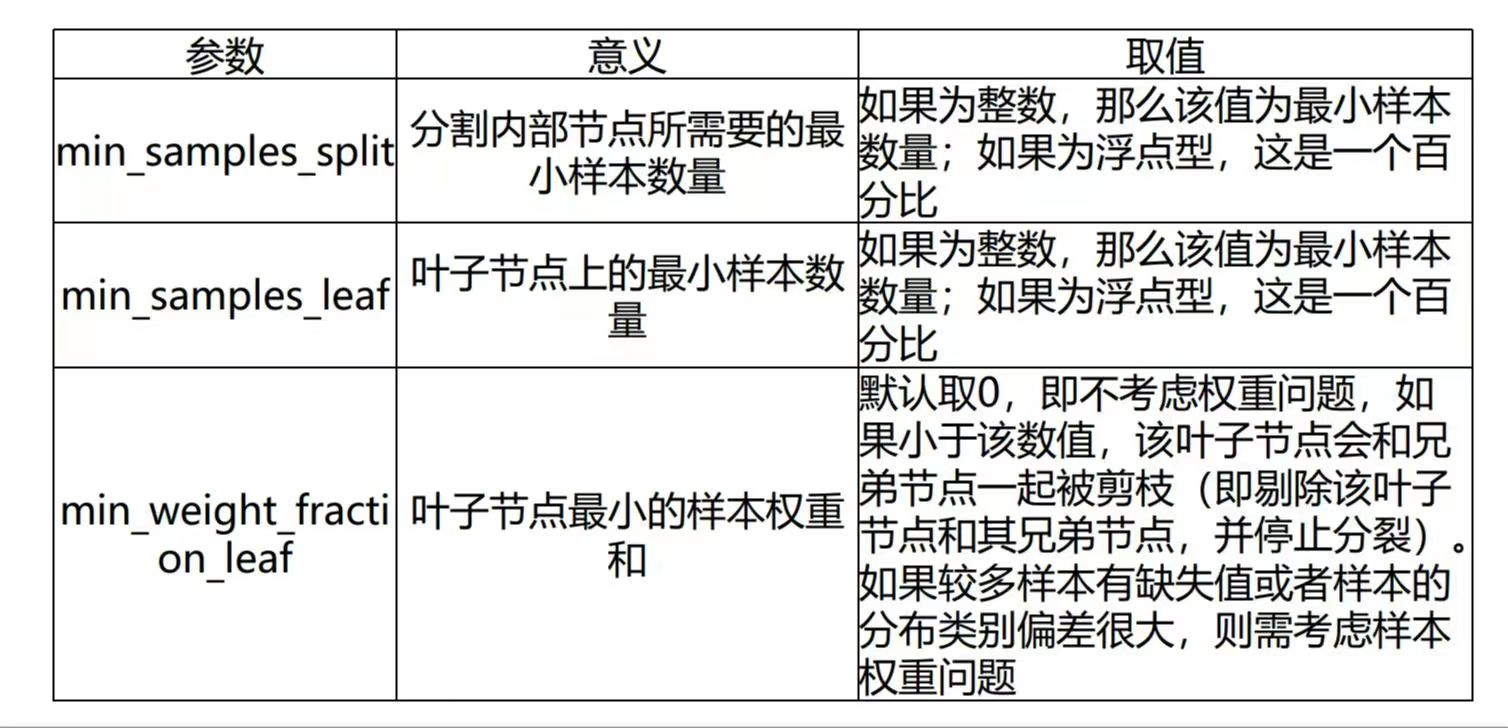 参数
意义
取值
min_samples_split
分割内部节点所需要的最
小样本数量
如果为整数，那么该值为最小样本
数量；如果为浮点型，这是一个百
分比
min_samples_leaf
叶子节点上的最小样本数
量
如果为整数，那么该值为最小样本
数量；如果为浮点型，这是一个百
分比
min_weight_fracti
on_leaf
叶子节点最小的样本权重
和
默认取0，即不考虑权重问题，如
果小于该数值，该叶子节点会和兄
弟节点一起被剪枝（即剔除该叶子
节点和其兄弟节点，并停止分裂）。
如果较多样本有缺失值或者样本的
分布类别偏差很大，则需考虑样本
权重问题